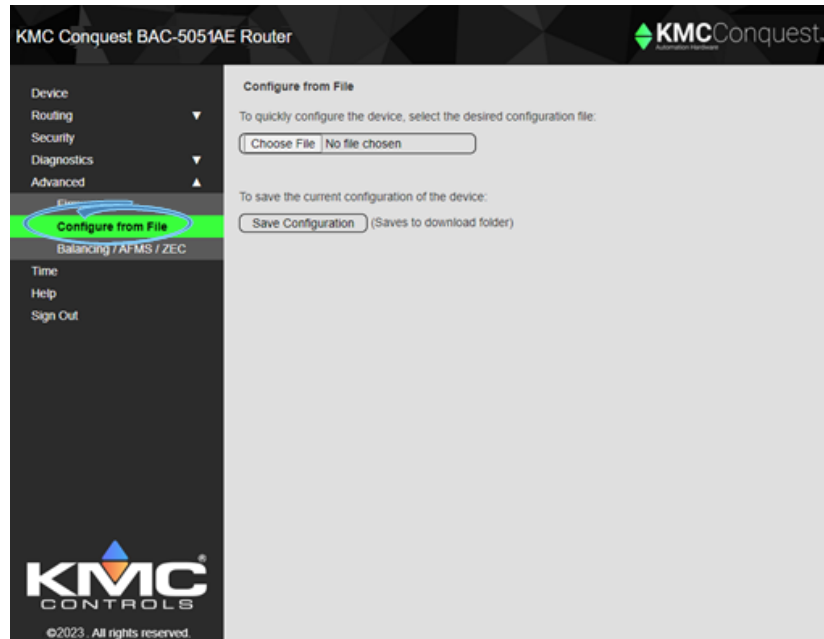 KMC Conquest BAC-5051AE Router
KMCConquest
Automation Hardware
Device
Routing
Security
Diagnostics
Advanced
Configure from File
Balancing / AFMS / ZEC
Time
Help
Sign Out
Configure from File
To quickly configure the device, select the desired configuration file:
Choose File No file chosen
To save the current configuration of the device:
Save Configuration (Saves to download folder)
KMC®
CONTROLS
©2023 . All rights reserved.